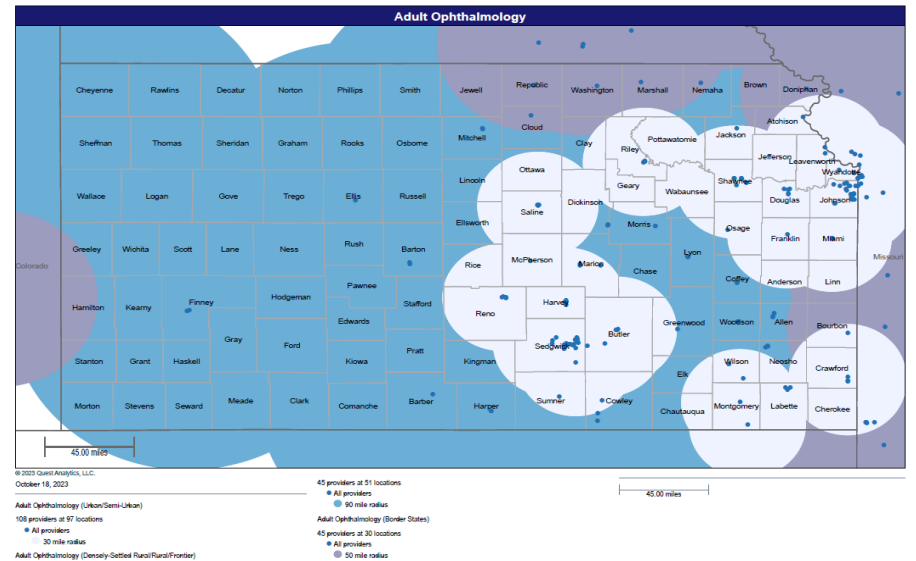 Adult Ophthalmology
Cheyenne Rawlins Decatur Norton Phillips Smith Jewell Republic Washington Marshall Nemaha Brown Doniphan
Atchison
Sherman Thomas Sheridan Graham Rooks Osborne Mitchell Cloud Clay Riley Pottawatomie Jackson
Jefferson Leavenworth
Wyandotte
Wallace Logan Gove Trego Ellis Russell Lincoln Ottawa Geary Wabaunsee Shawnee Douglas Johnson
Saline Dickinson
Ellsworth Morris Osage
Greeley Wichita Scott Lane Ness Rush Barton Rice McPherson Marion Chase Lyon Franklin Miami
Colorado Missouri
Pawnee Coffey Anderson Linn
Hamilton Kearny Finney Hodgeman Stafford Reno Harvey
Gray Ford Edwards Sedgwick Butler Greenwood Woodson Allen Bourbon
Stanton Grant Haskell Kiowa Pratt Kingman Elk Wilson Neosho Crawford
Morton Stevens Seward Meade Clark Comanche Barber Harper Sumner Cowley Chautauqua Montgomery Labette Cherokee
45.00 miles
© 2023 Quest Analytics, LLC.
October 18, 2023
Adult Ophthalmology (Urban/Semi-Urban)
108 providers at 97 locations
All providers
30 mile radius
Adult Ophthalmology (Densely-Settled Rural/Rural/Frontier)
45 providers at 51 locations
All providers
90 mile radius
Adult Ophthalmology (Border States)
45 providers at 30 locations
All providers
50 mile radius
45.00 miles